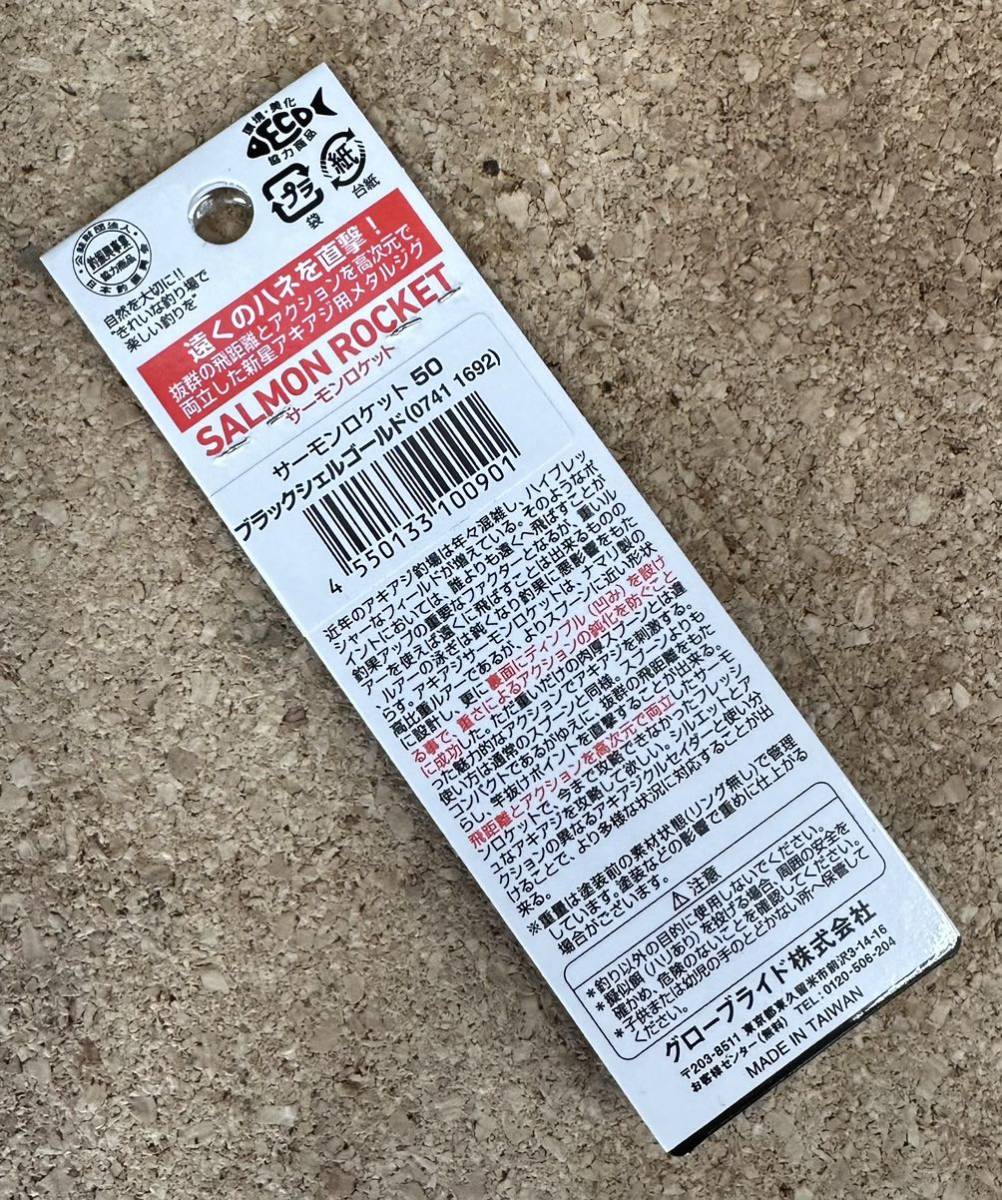 環境・美化
ECO
協力商品
プラ
袋
紙
台紙
公益財団法人
釣振興事業
協力商品
日本釣振興会
自然を大切に!!
"きれいな釣り場で
楽しい釣りを"
遠くのハネを直撃！
抜群の飛距離とアクションを高次元で
両立した新星アキアジ用メタルジグ
SALMON ROCKET
サーモンロケット
サーモンロケット 50
ブラックシェルゴールド(0741 1692)
4 550133 100901
近年のアキアジ釣場は年々混雑し、ハイプレッ
シャーなフィールドが増えている。そのようなポ
イントにおいては、誰よりも遠くへ飛ばすことが
釣果アップの重要なファクターとなるが、重いル
アーを使えば遠くに飛ばすことは出来るものの
、ルアーの泳ぎは鈍くなり釣果に悪影響をもた
らす。アキアジサーモンロケットは、ナマリ製の
高比重ルアーであるが、よりスプーンに近い形状
に設計し、更に裏面にディンプル(凹み)を設け
る事で、重さによるアクションの鈍化を防ぐこと
に成功した。ただ重いだけの肉厚スプーンとは違
った魅力的なアクションでアキアジを刺激する。
使い方は通常のスプーンと同様。スプーンよりも
コンパクトであるがゆえに、抜群の飛距離をもた
らし、竿抜けポイントを直撃することが出来る。
飛距離とアクションを高次元で両立したサーモ
ンロケットで、今まで攻略できなかったプレッシ
ュなアキアジを攻略して欲しい。シルエットとア
クションの異なるアキアジクルセイダーと使い分
けることで、より多様な状況に対応することが出
来る。
※重量は塗装前の素材状態(リング無し)で管理
しています。塗装などの影響で重めに仕上がる
場合がございます。
⚠ 注意
＊釣り以外の目的に使用しないでください。
＊擬似餌(ハリあり)を投げる場合、周囲の安全を
確かめ、危険のないことを確認してください。
＊子供または幼児の手のとどかない所へ保管して
ください。
グローブライド株式会社
〒203-8511 東京都東久留米市前沢3-14-16
お客様センター(無料) TEL:0120-506-204
MADE IN TAIWAN